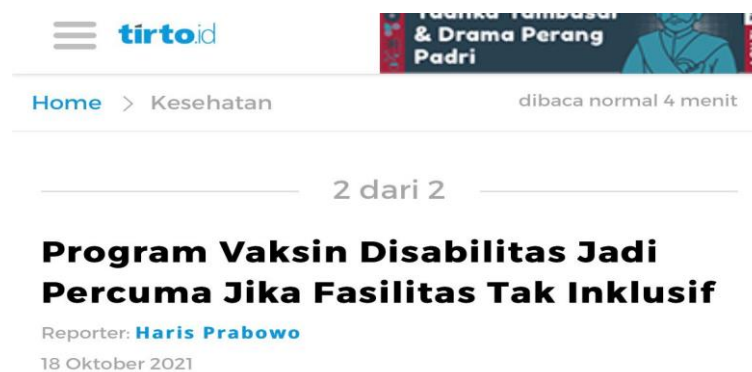 tirto.id
& Drama Perang
Padri
Home > Kesehatan
dibaca normal 4 menit
2 dari 2
Program Vaksin Disabilitas Jadi
Percuma Jika Fasilitas Tak Inklusif
Reporter: Haris Prabowo
18 Oktober 2021